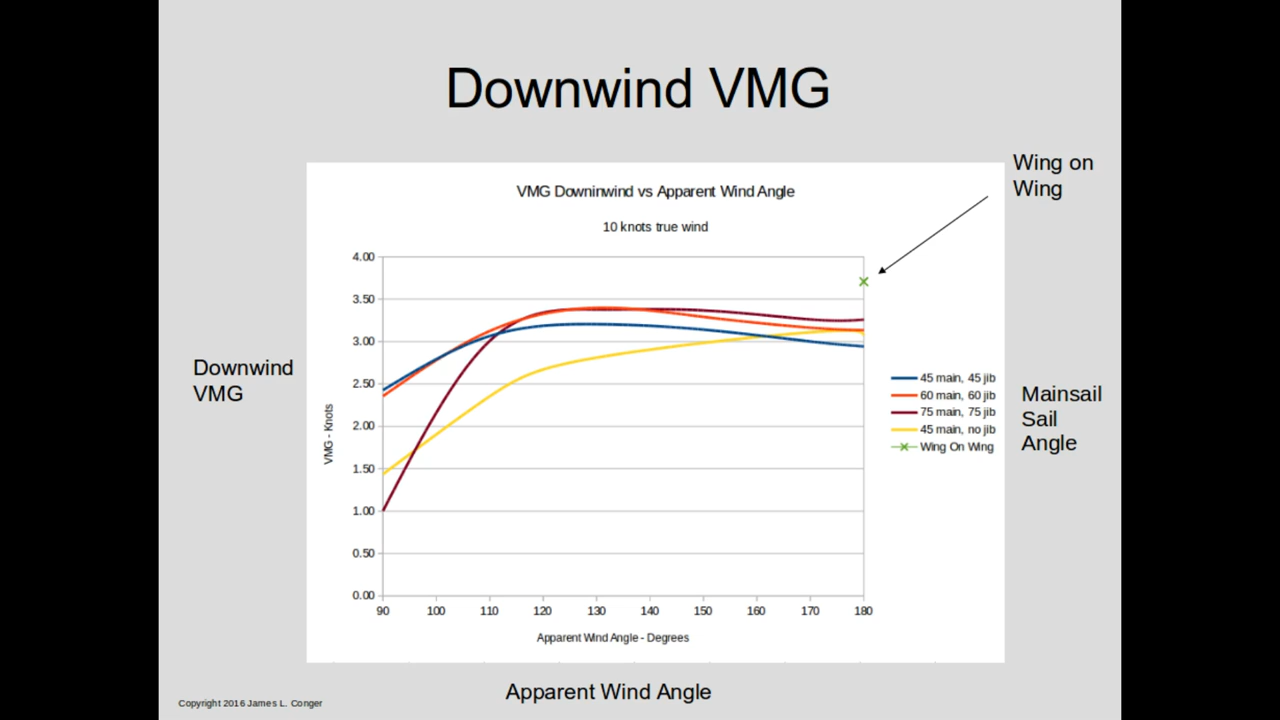 Downwind VMG
Wing on
Wing
VMG Downinwind vs Apparent Wind Angle
10 knots true wind
4.00
3.50
3.00
2.50
2.00
1.50
1.00
0.50
0.00
VMG - Knots
90 100 110 120 130 140 150 160 170 180
Apparent Wind Angle - Degrees
Downwind
VMG
45 main, 45 jib
60 main, 60 jib
75 main, 75 jib
45 main, no jib
Wing On Wing
Mainsail
Sail
Angle
Apparent Wind Angle
Copyright 2016 James L. Conger